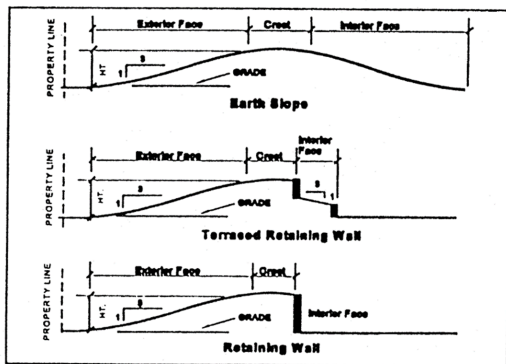 Exterior Face Crest Interior Face
PROPERTY LINE
HT.
3
1
GRADE
Earth Slope
Exterior Face Crest Interior Face
PROPERTY LINE
HT.
3
1
3
1
GRADE
Terraced Retaining Wall
Exterior Face Crest
PROPERTY LINE
HT.
3
1
Interior Face
GRADE
Retaining Wall